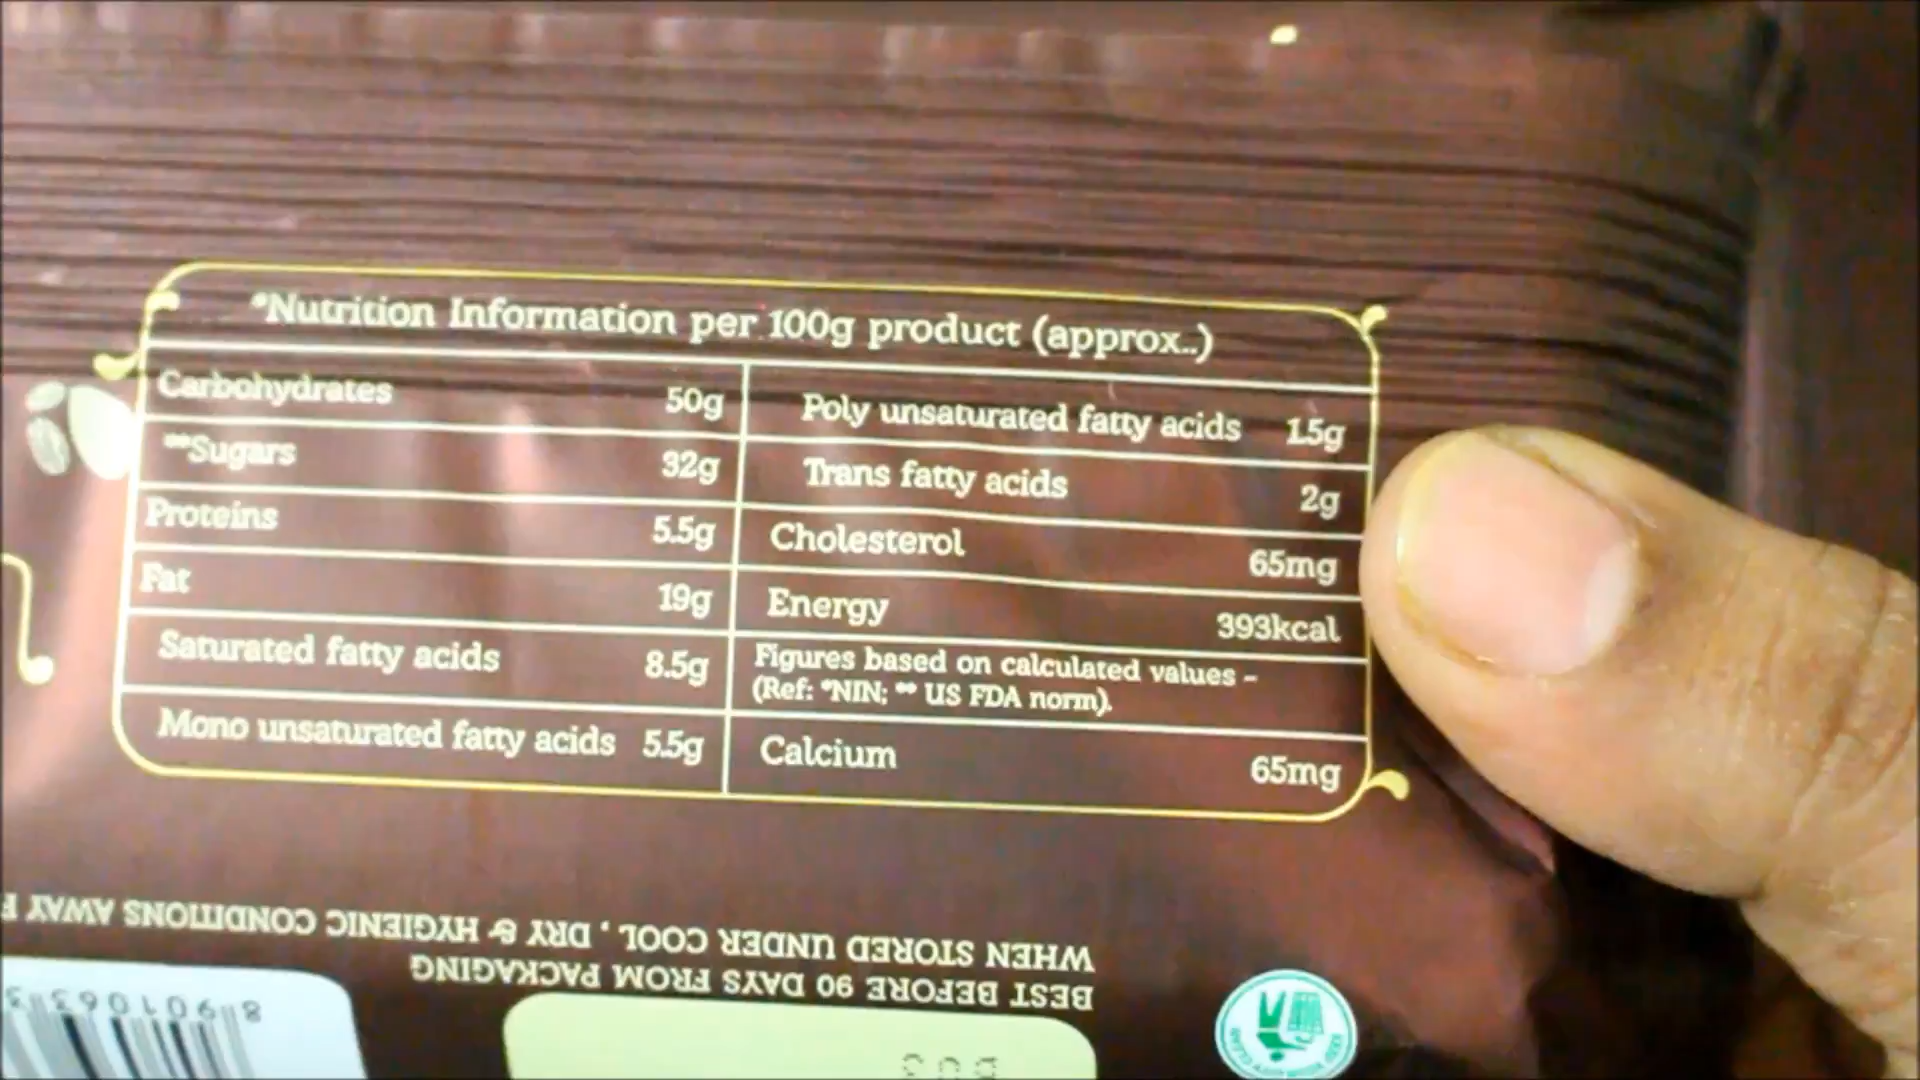 *Nutrition Information per 100g product (approx..)
Carbohydrates 50g
**Sugars 32g
Proteins 5.5g
Fat 19g
Saturated fatty acids 8.5g
Mono unsaturated fatty acids 5.5g
Poly unsaturated fatty acids 1.5g
Trans fatty acids 2g
Cholesterol 65mg
Energy 393kcal
Figures based on calculated values -
(Ref: *NIN; ** US FDA norm).
Calcium 65mg
BEST BEFORE 90 DAYS FROM PACKAGING
WHEN STORED UNDER COOL, DRY & HYGIENIC CONDITIONS AWAY
8 901063